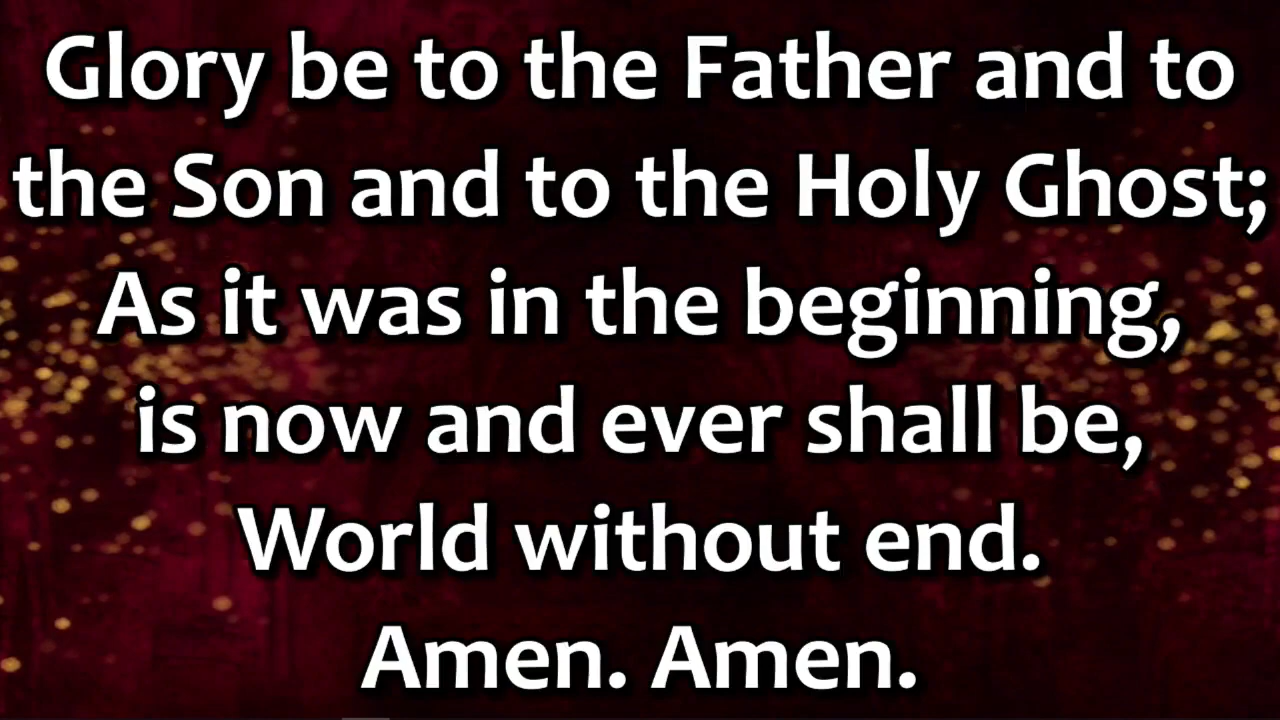 Glory be to the Father and to
the Son and to the Holy Ghost;
As it was in the beginning,
is now and ever shall be,
World without end.
Amen. Amen.